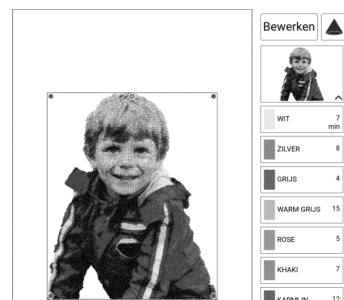 Bewerken
WIT 7
min
ZILVER 8
GRIJS 4
WARM GRIJS 15
ROSE 5
KHAKI 7
KARMIJN 12